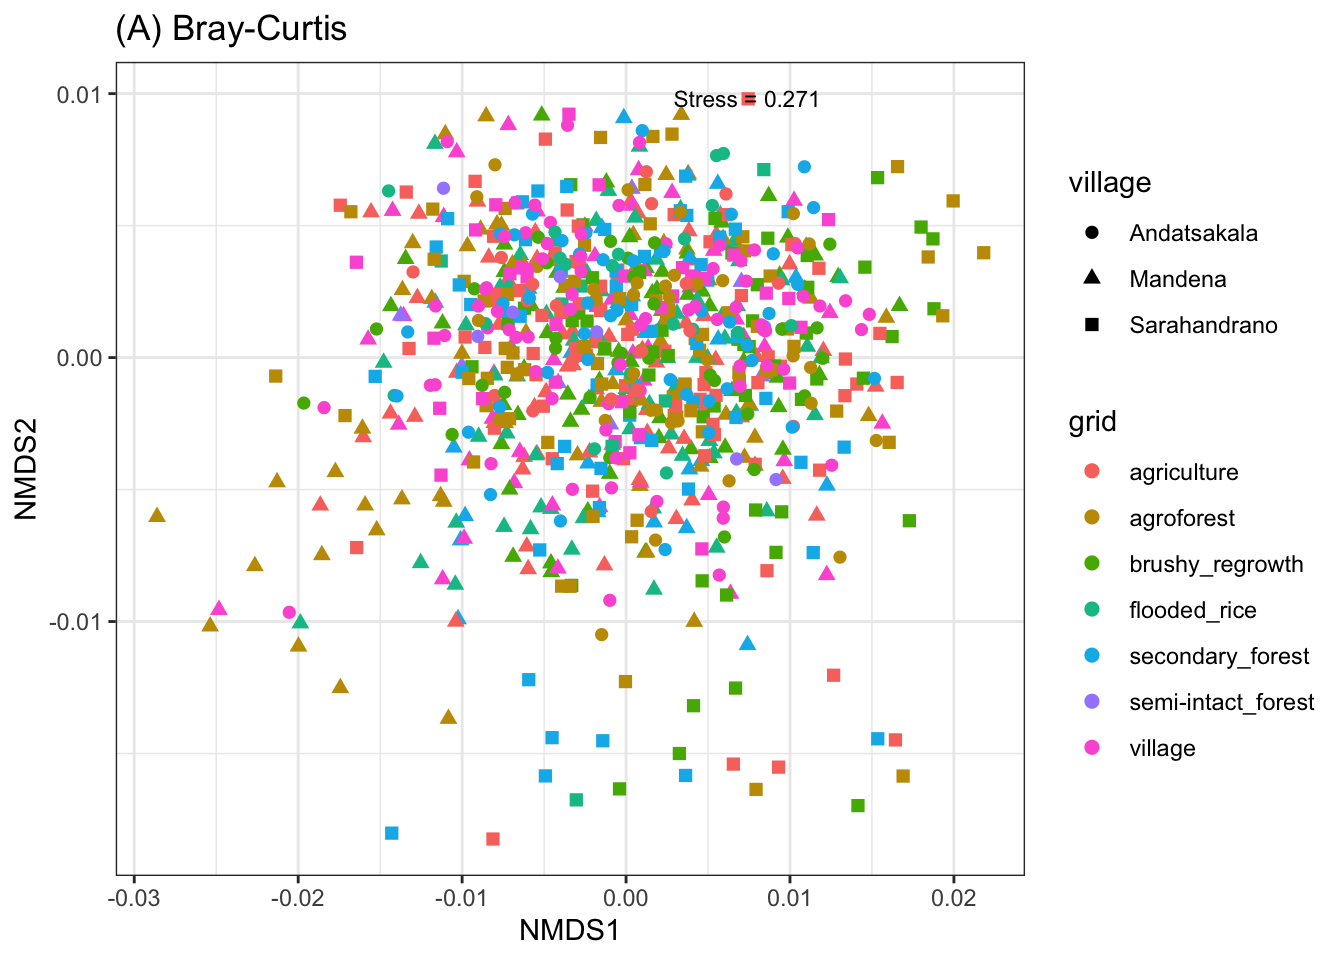 (A) Bray-Curtis
Stress = 0.271
0.01
0.00
-0.01
NMDS2
-0.03
-0.02
-0.01
0.00
0.01
0.02
NMDS1
village
Andatsakala
Mandena
Sarahandrano
grid
agriculture
agroforest
brushy_regrowth
flooded_rice
secondary_forest
semi-intact_forest
village